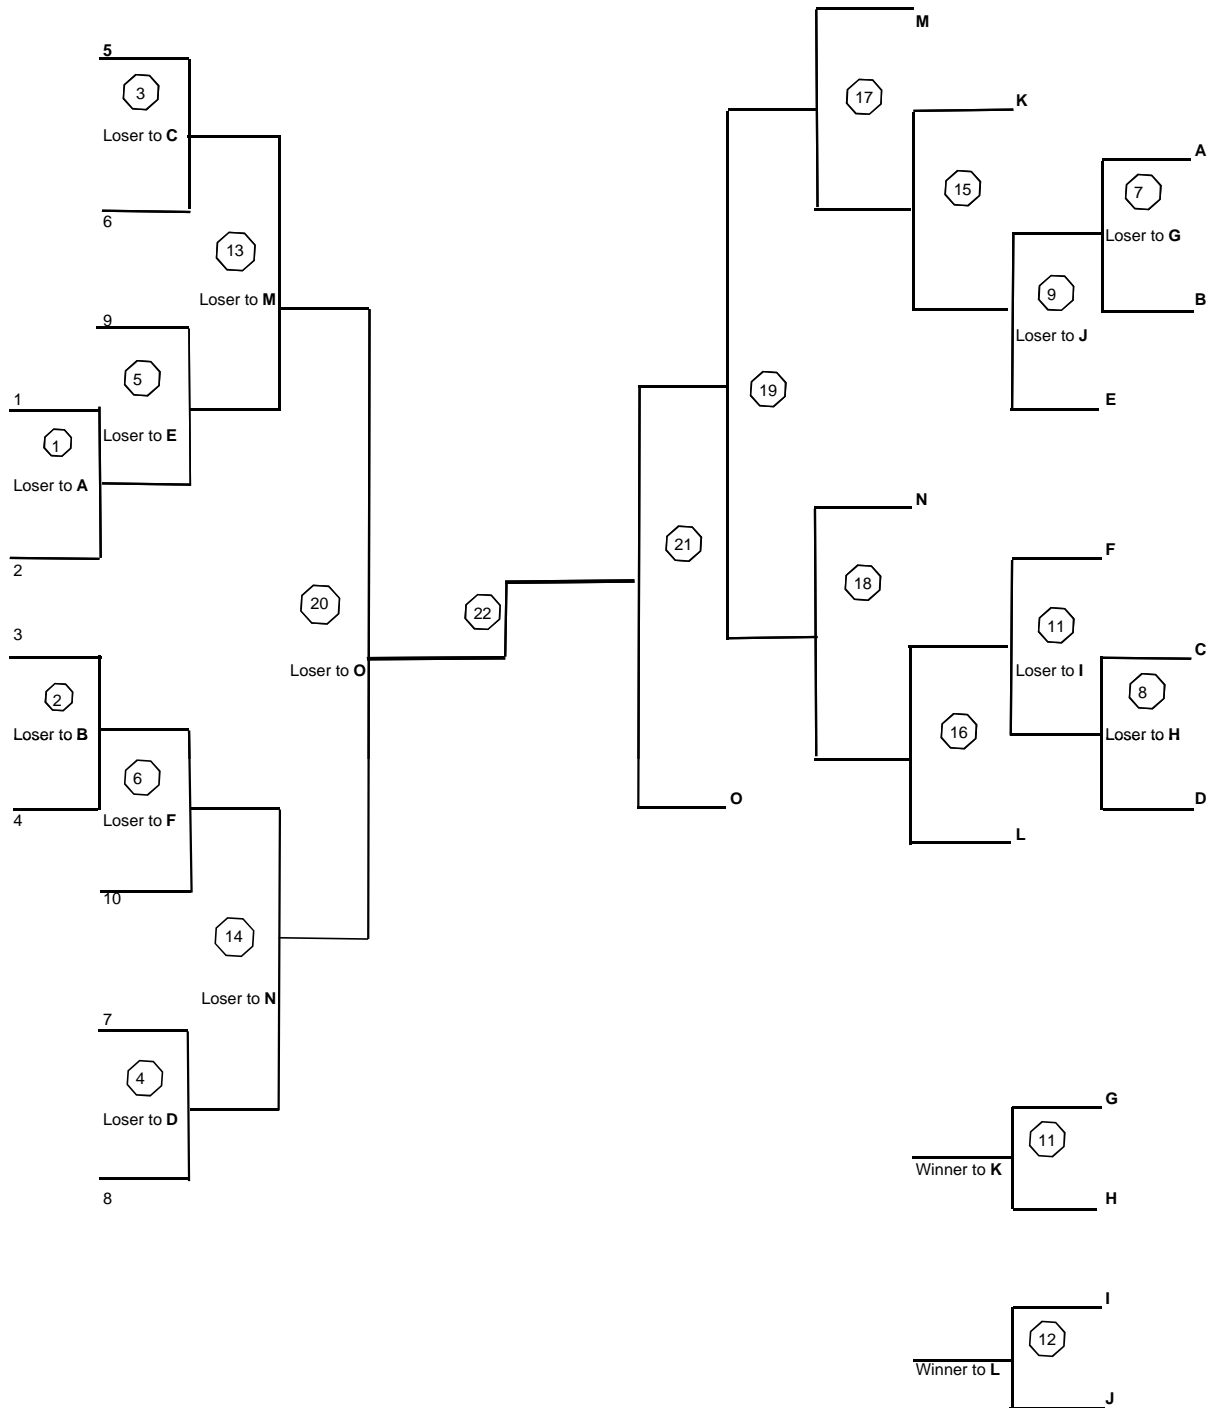 M
5
3
17
K
Loser to C
A
15
7
6
Loser to G
13
9
Loser to M
B
9
Loser to J
5
19
1
E
Loser to E
1
Loser to A
N
21
F
2
18
20
22
11
3
C
Loser to O
Loser to I
2
8
Loser to B
16
Loser to H
6
O
D
4
Loser to F
L
10
14
Loser to N
7
4
G
Loser to D
11
Winner to K
8
H
I
12
Winner to L
J